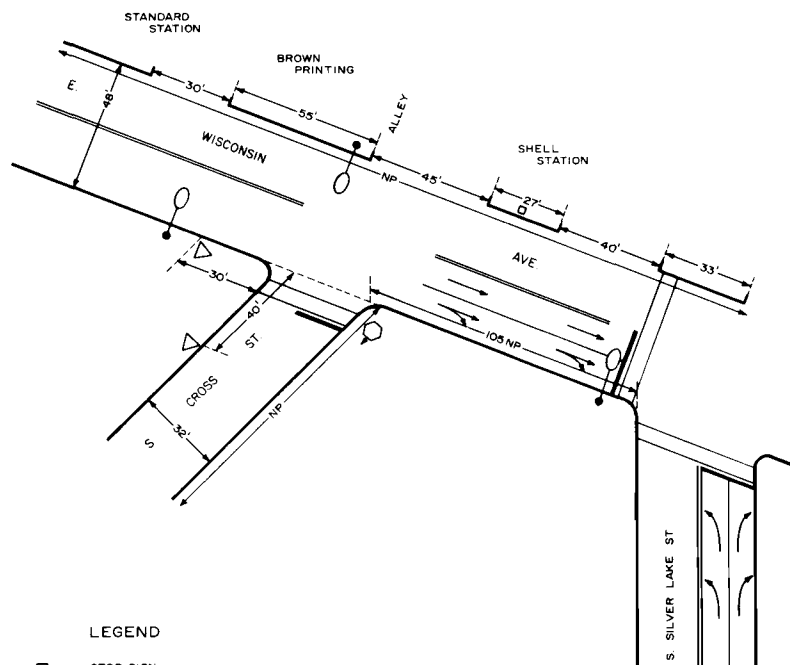 STANDARD
STATION
BROWN
PRINTING
30'
55'
ALLEY
E.
48'
WISCONSIN
NP
45'
SHELL
STATION
27'
40'
33'
AVE.
30'
40'
105 NP
ST
CROSS
S
32'
NP
S. SILVER LAKE ST
LEGEND